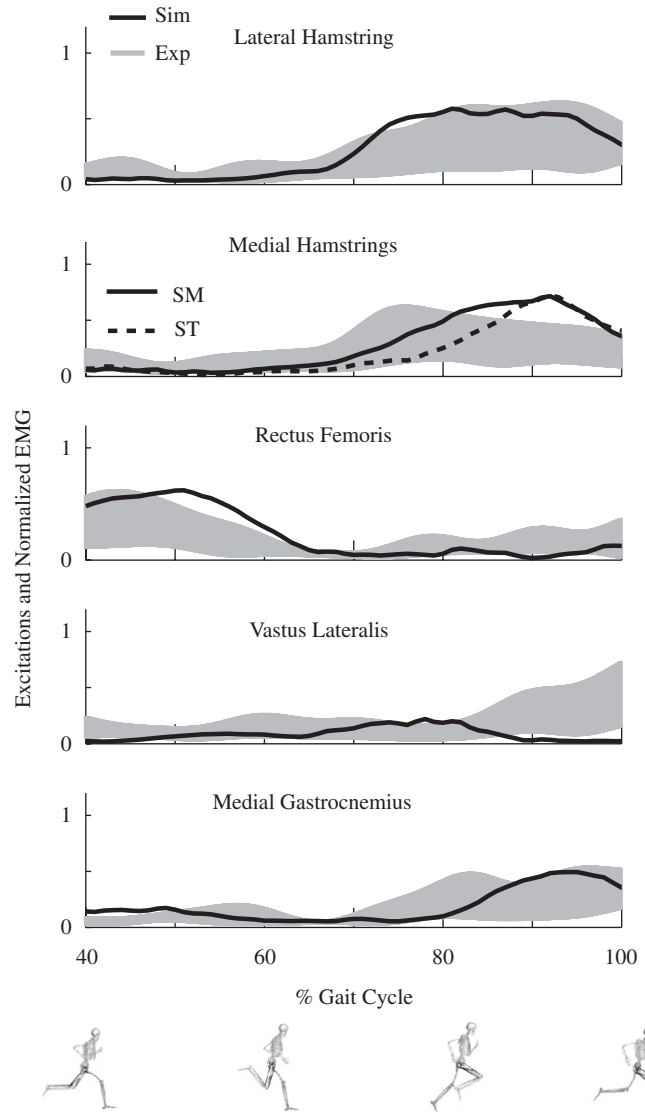 Sim
Exp
Lateral Hamstring
1
0
Medial Hamstrings
1
SM
ST
0
Rectus Femoris
1
0
Vastus Lateralis
1
0
Medial Gastrocnemius
1
0
Excitations and Normalized EMG
40 60 80 100
% Gait Cycle